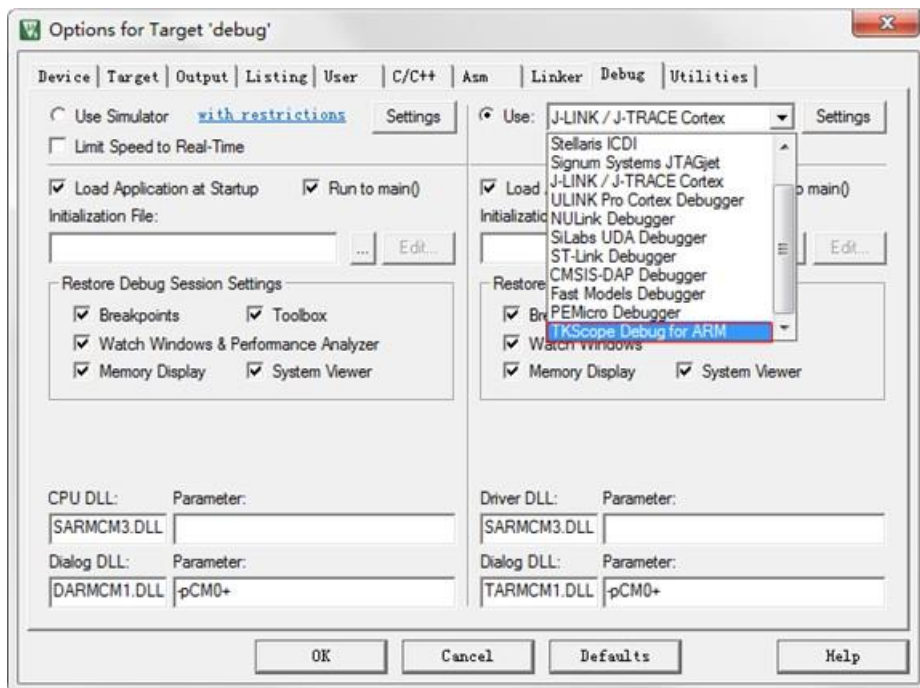 Options for Target 'debug'
Device Target Output Listing User C/C++ Asm Linker Debug Utilities
Use Simulator with restrictions Settings
Limit Speed to Real-Time
Use: J-LINK / J-TRACE Cortex Settings
Stellaris ICDI
Signum Systems JTAGjet
J-LINK / J-TRACE Cortex
ULINK Pro Cortex Debugger
NULink Debugger
SiLabs UDA Debugger
ST-Link Debugger
CMSIS-DAP Debugger
Fast Models Debugger
PEMicro Debugger
TKScope Debug for ARM
Load Application at Startup Run to main()
Initialization File:
... Edit...
Restore Debug Session Settings
Breakpoints Toolbox
Watch Windows & Performance Analyzer
Memory Display System Viewer
Load main()
Edit...
Restore
Watch Windows
Memory Display System Viewer
CPU DLL: Parameter:
SARMCM3.DLL
Dialog DLL: Parameter:
DARMCM1.DLL -pCM0+
Driver DLL: Parameter:
SARMCM3.DLL
Dialog DLL: Parameter:
TARMCM1.DLL -pCM0+
OK Cancel Defaults Help